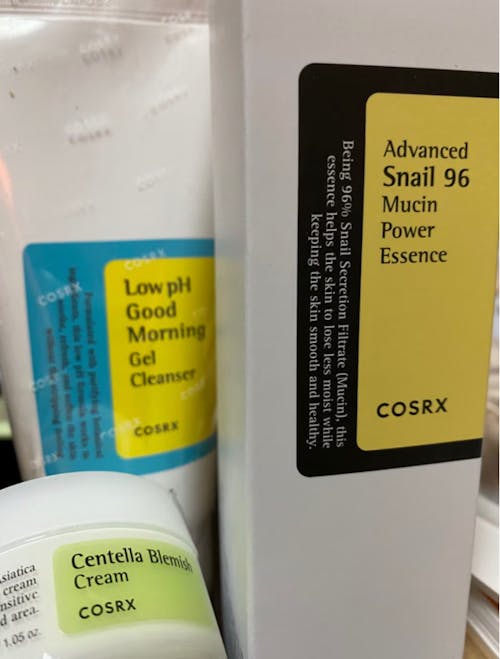 Low pH
Good
Morning
Gel
Cleanser
COSRX
Advanced
Snail 96
Mucin
Power
Essence
COSRX
Being 96% Snail Secretion Filtrate (Mucin), this
essence helps the skin to lose less moist while
keeping the skin smooth and healthy.
Centella Blemish
Cream
COSRX
cream
area.
1.05 oz.